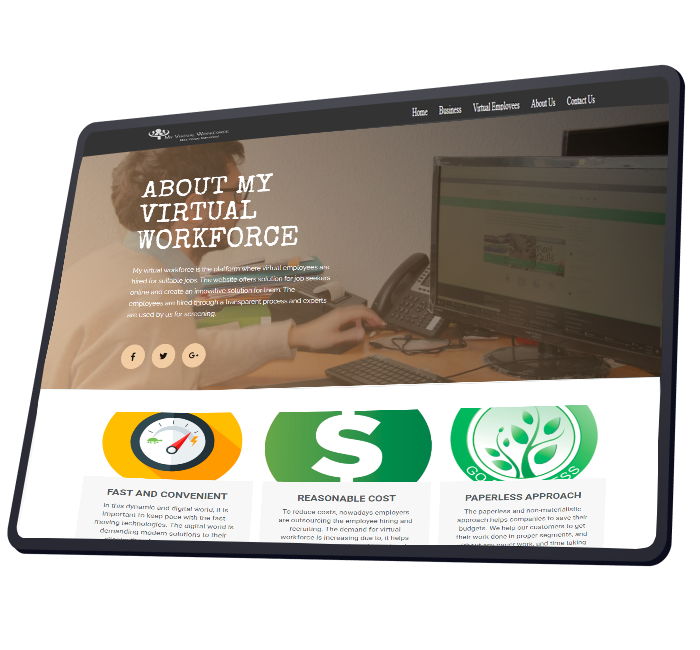 My Virtual Workforce
Home Business Virtual Employees About Us Contact Us
ABOUT MY
VIRTUAL
WORKFORCE
My virtual workforce is the platform where virtual employees are
hired for suitable jobs. The website offers solution for job seekers
online and create an innovative solution for them. The
employees are hired through a transparent process and experts
are used by us for screening.
f
G+
S
GO
SS
FAST AND CONVENIENT
In this dynamic and digital world, it is
important to keep pace with the fast
moving technologies. The digital world is
demanding modern solutions to their
REASONABLE COST
To reduce costs, nowadays employers
are outsourcing the employee hiring and
recruiting. The demand for virtual
workforce is increasing due to, it helps
PAPERLESS APPROACH
The paperless and non-materialistic
approach helps companies to save their
budgets. We help our customers to get
their work done in proper segments, and
work, and time taking